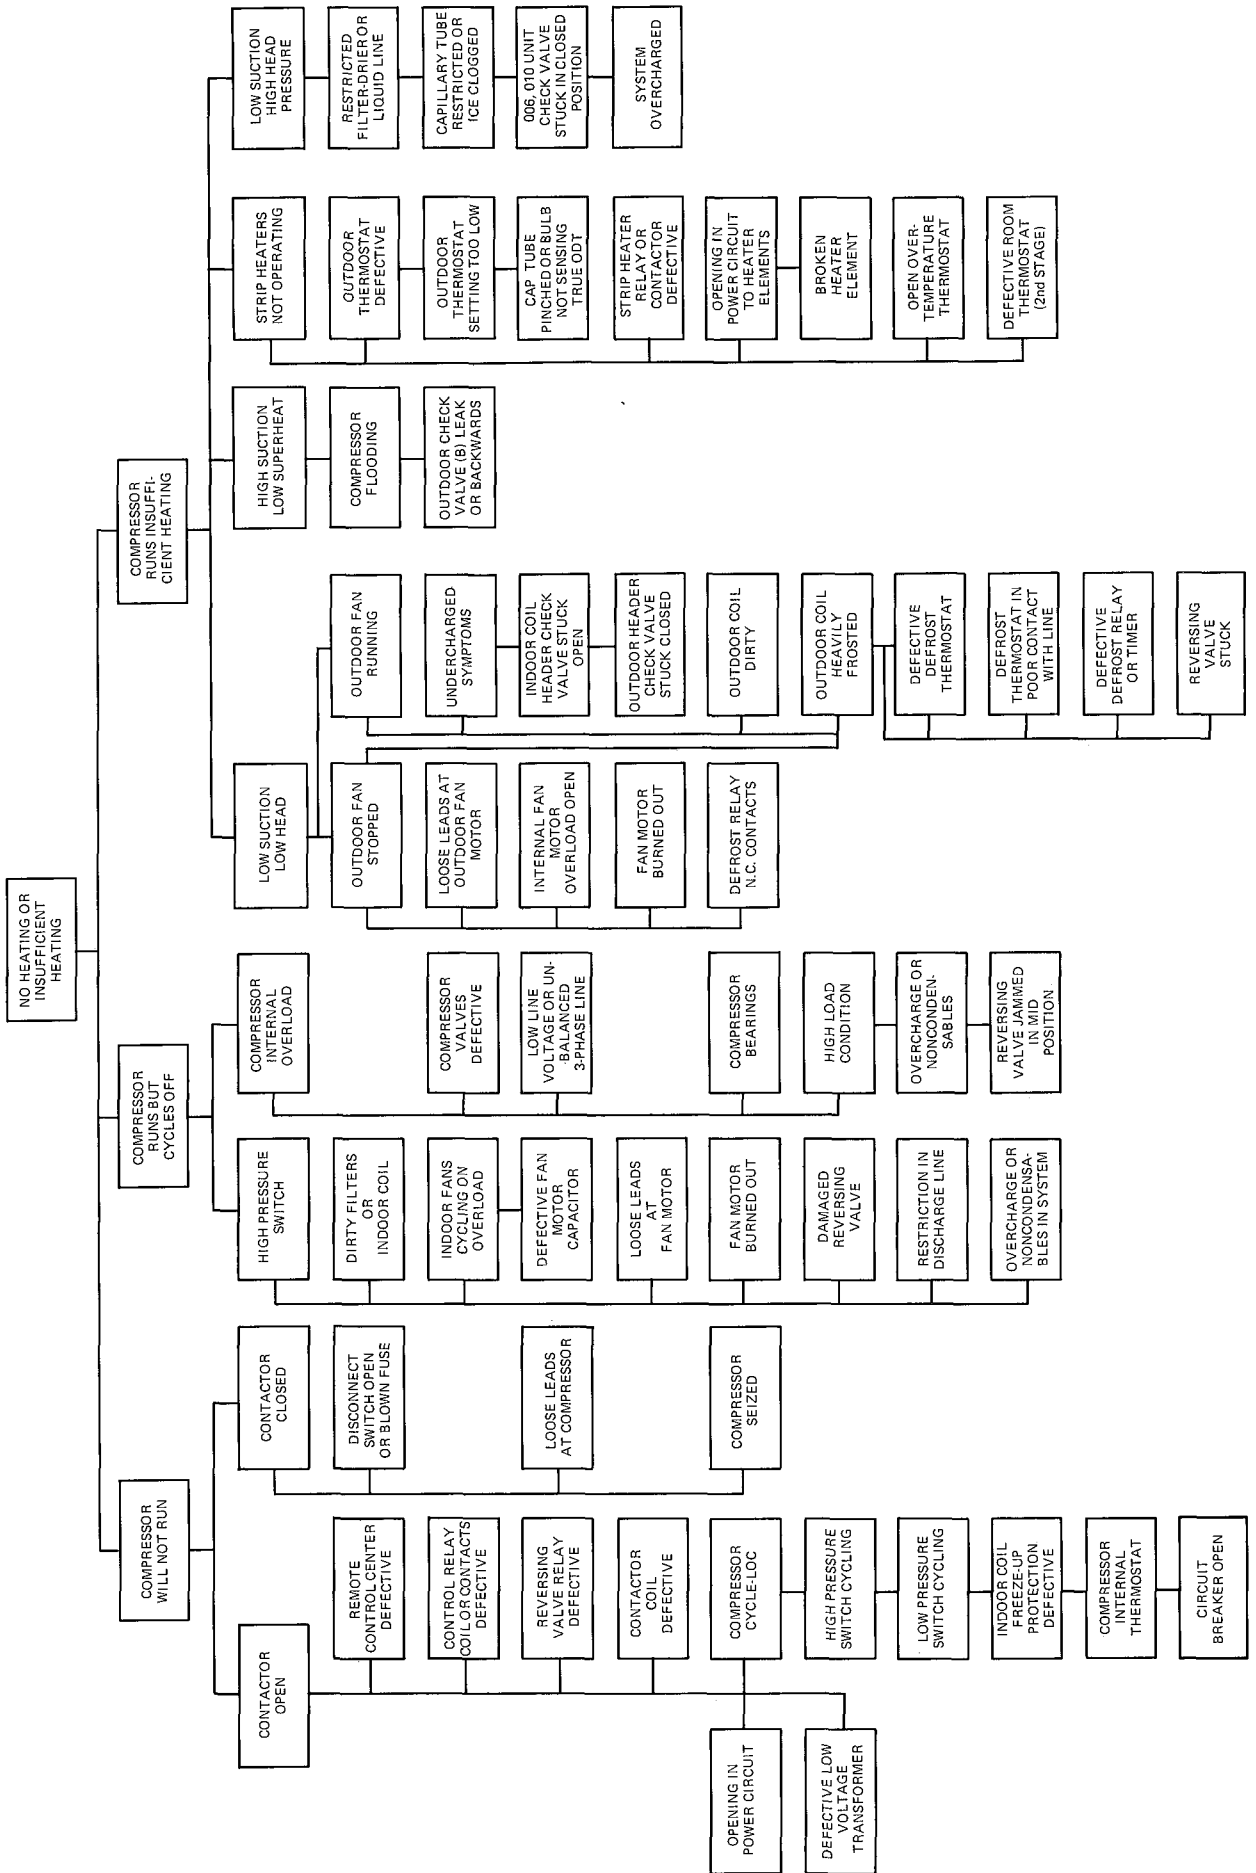 NO HEATING OR
INSUFFICIENT
HEATING
COMPRESSOR
WILL NOT RUN
CONTACTOR
OPEN
REMOTE
CONTROL CENTER
DEFECTIVE
CONTROL RELAY
COIL OR CONTACTS
DEFECTIVE
REVERSING
VALVE RELAY
DEFECTIVE
CONTACTOR
COIL
DEFECTIVE
OPENING IN
POWER CIRCUIT
DEFECTIVE LOW
VOLTAGE
TRANSFORMER
COMPRESSOR
CYCLE-LOC
HIGH PRESSURE
SWITCH CYCLING
LOW PRESSURE
SWITCH CYCLING
INDOOR COIL
FREEZE-UP
PROTECTION
DEFECTIVE
COMPRESSOR
INTERNAL
THERMOSTAT
CIRCUIT
BREAKER OPEN
CONTACTOR
CLOSED
DISCONNECT
SWITCH OPEN
OR BLOWN FUSE
LOOSE LEADS
AT COMPRESSOR
COMPRESSOR
SEIZED
COMPRESSOR
RUNS BUT
CYCLES OFF
HIGH PRESSURE
SWITCH
DIRTY FILTERS
OR
INDOOR COIL
INDOOR FANS
CYCLING ON
OVERLOAD
DEFECTIVE FAN
MOTOR
CAPACITOR
LOOSE LEADS
AT
FAN MOTOR
FAN MOTOR
BURNED OUT
DAMAGED
REVERSING
VALVE
RESTRICTION IN
DISCHARGE LINE
OVERCHARGE OR
NONCONDENSA-
BLES IN SYSTEM
COMPRESSOR
INTERNAL
OVERLOAD
COMPRESSOR
VALVES
DEFECTIVE
LOW LINE
VOLTAGE OR UN-
BALANCED
3-PHASE LINE
COMPRESSOR
BEARINGS
HIGH LOAD
CONDITION
OVERCHARGE OR
NONCONDEN-
SABLES
REVERSING
VALVE JAMMED
IN MID
POSITION
COMPRESSOR
RUNS INSUFFI-
CIENT HEATING
LOW SUCTION
LOW HEAD
OUTDOOR FAN
STOPPED
LOOSE LEADS AT
OUTDOOR FAN
MOTOR
INTERNAL FAN
MOTOR
OVERLOAD OPEN
FAN MOTOR
BURNED OUT
DEFROST RELAY
N.C. CONTACTS
OUTDOOR FAN
RUNNING
UNDERCHARGED
SYMPTOMS
INDOOR COIL
HEADER CHECK
VALVE STUCK
OPEN
OUTDOOR HEADER
CHECK VALVE
STUCK CLOSED
OUTDOOR COIL
DIRTY
OUTDOOR COIL
HEAVILY
FROSTED
DEFECTIVE
DEFROST
THERMOSTAT
DEFROST
THERMOSTAT IN
POOR CONTACT
WITH LINE
DEFECTIVE
DEFROST RELAY
OR TIMER
REVERSING
VALVE
STUCK
HIGH SUCTION
LOW SUPERHEAT
COMPRESSOR
FLOODING
OUTDOOR CHECK
VALVE (B) LEAK
OR BACKWARDS
STRIP HEATERS
NOT OPERATING
OUTDOOR
THERMOSTAT
DEFECTIVE
OUTDOOR
THERMOSTAT
SETTING TOO LOW
CAP TUBE
PINCHED OR BULB
NOT SENSING
TRUE ODT
STRIP HEATER
RELAY OR
CONTACTOR
DEFECTIVE
OPENING IN
POWER CIRCUIT
TO HEATER
ELEMENTS
BROKEN
HEATER
ELEMENT
OPEN OVER-
TEMPERATURE
THERMOSTAT
DEFECTIVE ROOM
THERMOSTAT
(2nd STAGE)
LOW SUCTION
HIGH HEAD
PRESSURE
RESTRICTED
FILTER-DRIER OR
LIQUID LINE
CAPILLARY TUBE
RESTRICTED OR
ICE CLOGGED
006, 010 UNIT
CHECK VALVE
STUCK IN CLOSED
POSITION
SYSTEM
OVERCHARGED